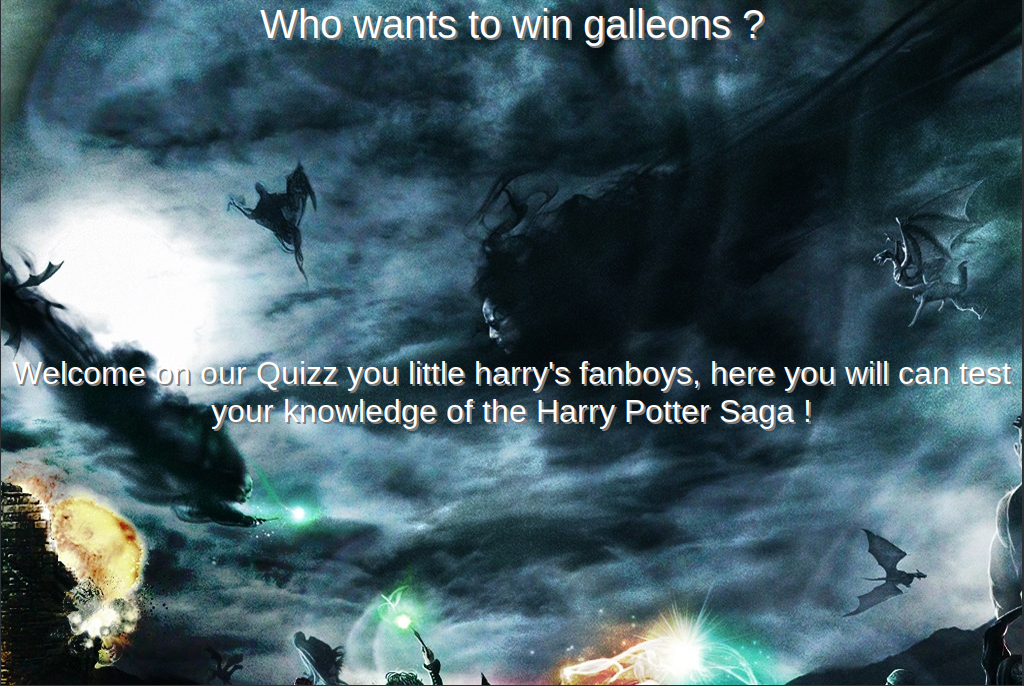 Who wants to win galleons ?
Welcome on our Quizz you little harry's fanboys, here you will can test
your knowledge of the Harry Potter Saga !